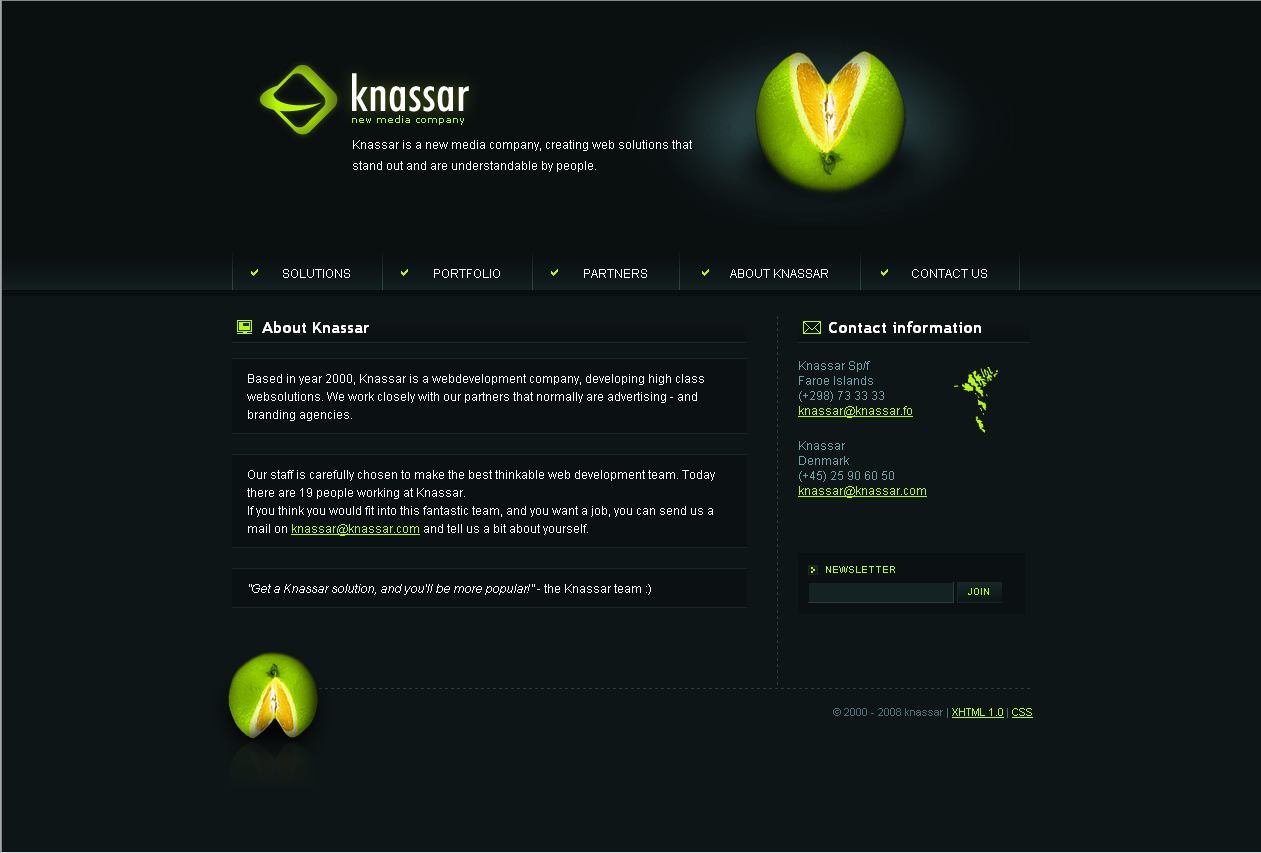 knassar
new media company
Knassar is a new media company, creating web solutions that
stand out and are understandable by people.
SOLUTIONS
PORTFOLIO
PARTNERS
ABOUT KNASSAR
CONTACT US
About Knassar
Based in year 2000, Knassar is a webdevelopment company, developing high class
websolutions. We work closely with our partners that normally are advertising - and
branding agencies.
Our staff is carefully chosen to make the best thinkable web development team. Today
there are 19 people working at Knassar.
If you think you would fit into this fantastic team, and you want a job, you can send us a
mail on knassar@knassar.com and tell us a bit about yourself.
"Get a Knassar solution, and you'll be more popular!" - the Knassar team :)
Contact information
Knassar Sp/f
Faroe Islands
(+298) 73 33 33
knassar@knassar.fo
Knassar
Denmark
(+45) 25 90 60 50
knassar@knassar.com
NEWSLETTER
JOIN
© 2000 - 2008 knassar | XHTML 1.0 | CSS